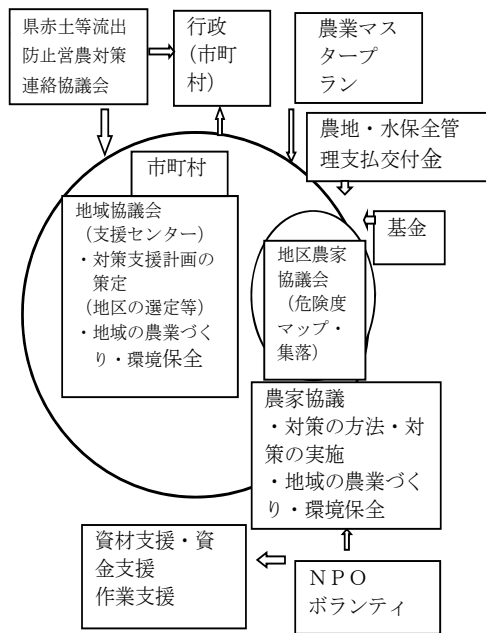 県赤土等流出
防止営農対策
連絡協議会
行政
(市町
村)
農業マス
タープ
ラン
農地・水保全管
理支払交付金
基金
市町村
地域協議会
(支援センター)
・対策支援計画の
策定
(地区の選定等)
・地域の農業づく
り・環境保全
地区農家
協議会
(危険度
マップ・
集落)
農家協議
・対策の方法・対
策の実施
・地域の農業づく
り・環境保全
資材支援・資
金支援
作業支援
ＮＰＯ
ボランティ